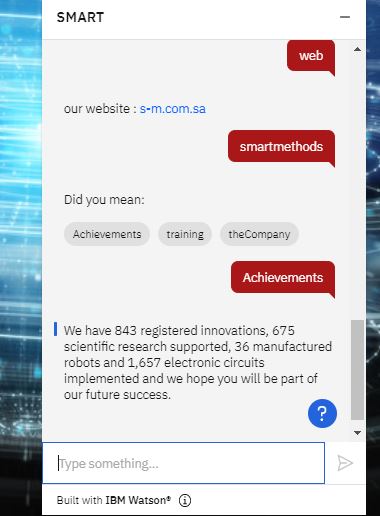 SMART
web
our website : s-m.com.sa
smartmethods
Did you mean:
Achievements
training
theCompany
Achievements
We have 843 registered innovations, 675
scientific research supported, 36 manufactured
robots and 1,657 electronic circuits
implemented and we hope you will be part of
our future success.
?
Type something...
Built with IBM Watson®